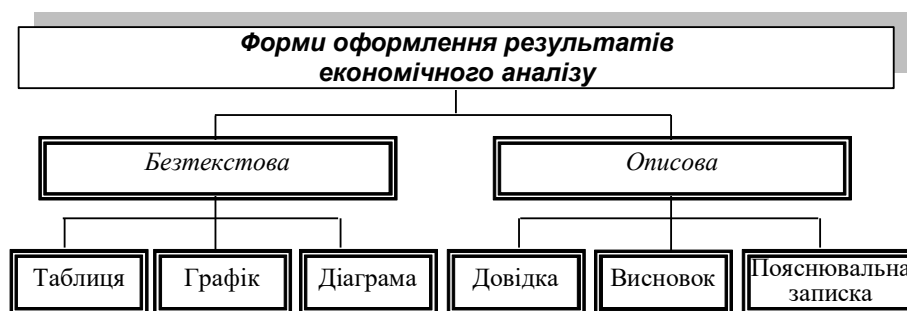 Форми оформлення результатів
економічного аналізу
Безтекстова
Описова
Таблиця
Графік
Діаграма
Довідка
Висновок
Пояснювальна
записка